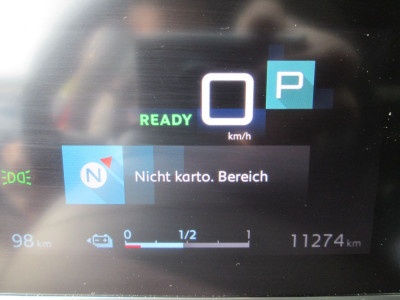 0
P
READY
km/h
N
Nicht karto. Bereich
98 km
0 1/2 1
11274 km